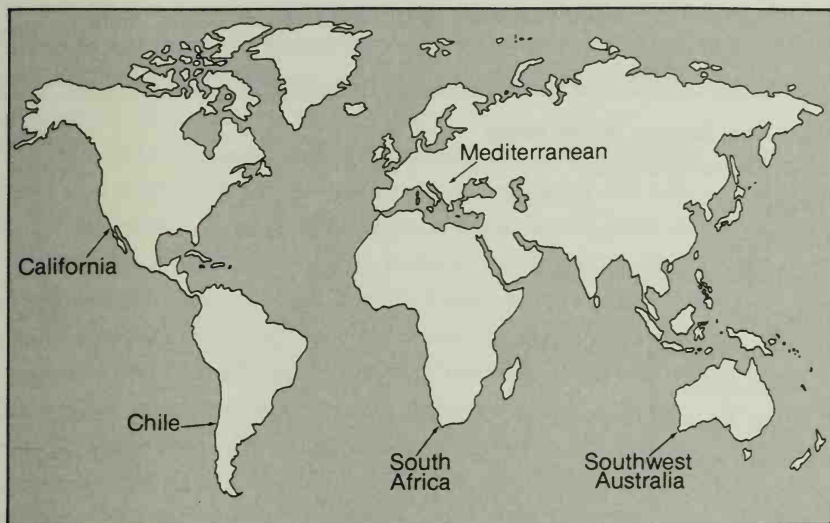 Mediterranean
California
Chile
South
Africa
Southwest
Australia